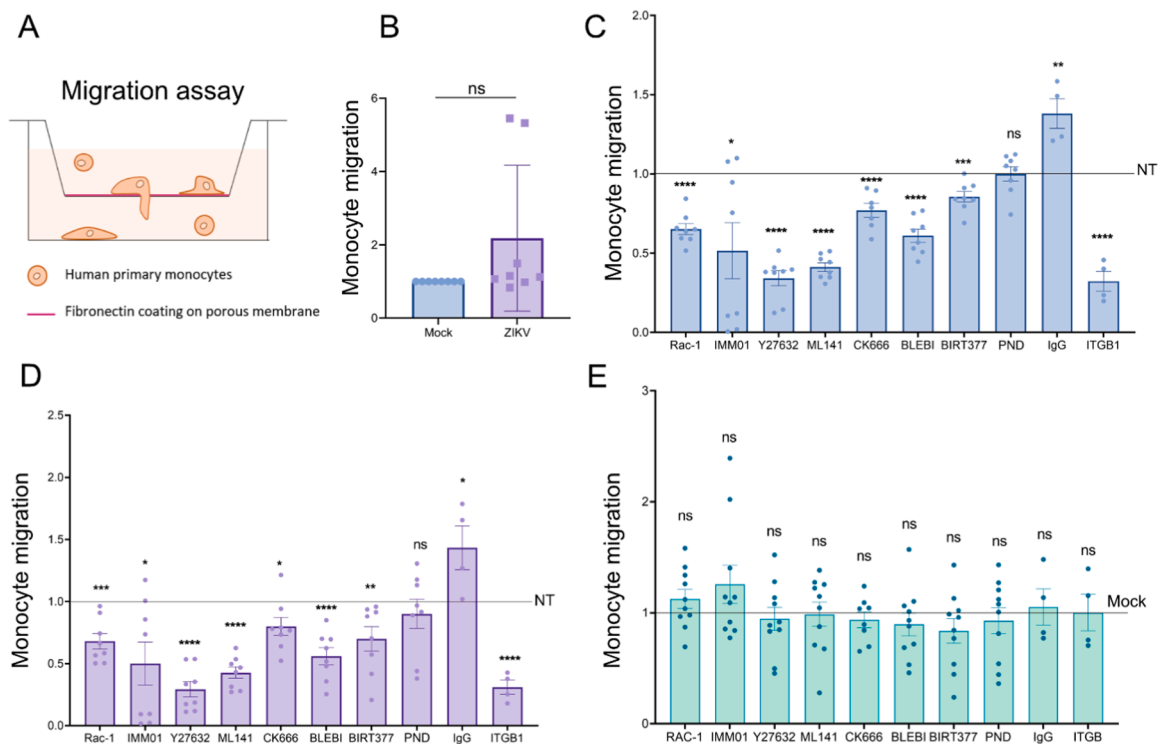 A
Migration assay
Human primary monocytes
Fibronectin coating on porous membrane
B
ns
Monocyte migration
6
4
2
0
Mock ZIKV
C
Monocyte migration
2.0
1.5
1.0
0.5
0.0
**** * **** **** **** **** *** ns ** ****
NT
Rac-1 IMM01 Y27632 ML141 CK666 BLEBI BIRT377 PND IgG ITGB1
D
Monocyte migration
2.5
2.0
1.5
1.0
0.5
0.0
*** * **** **** * **** ** ns * ****
NT
Rac-1 IMM01 Y27632 ML141 CK666 BLEBI BIRT377 PND IgG ITGB1
E
Monocyte migration
3
2
1
0
ns ns ns ns ns ns ns ns ns ns
Mock
RAC-1 IMM01 Y27632 ML141 CK666 BLEBI BIRT377 PND IgG ITGB